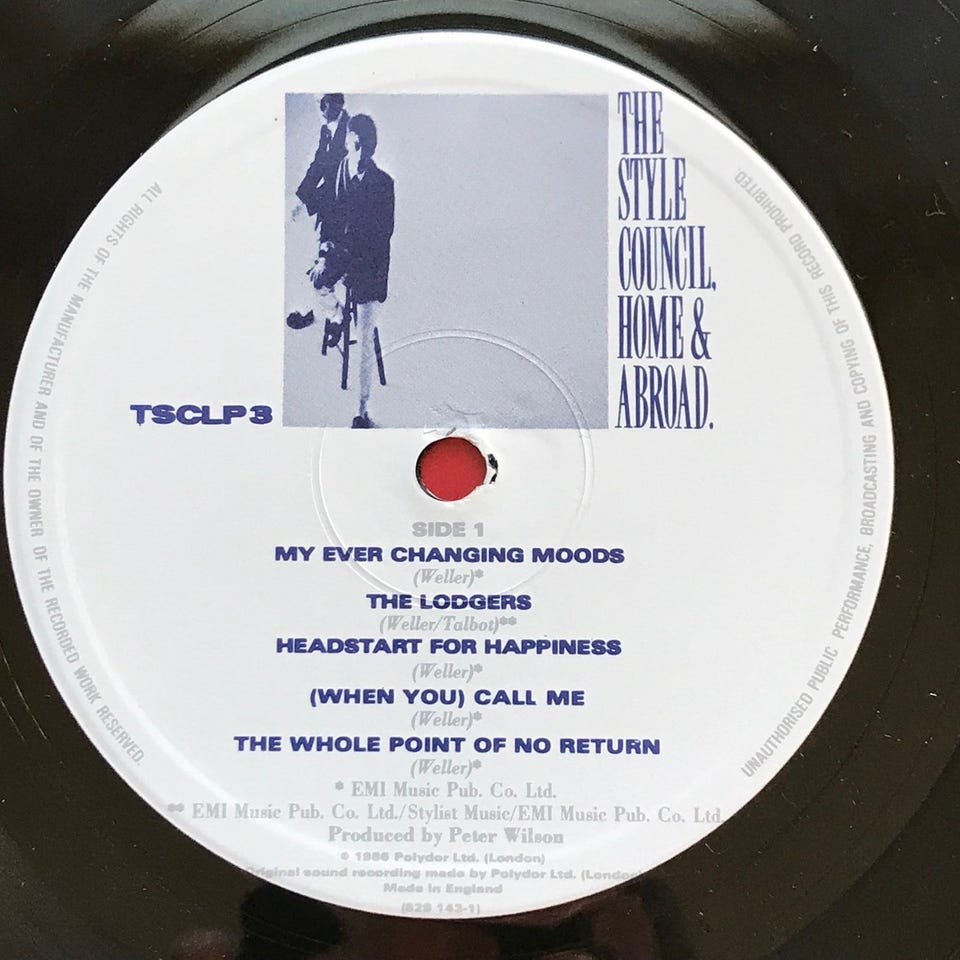 THE
STYLE
COUNCIL,
HOME &
ABROAD.
TSCLP3
SIDE 1
MY EVER CHANGING MOODS
(Weller)*
THE LODGERS
(Weller/Talbot)**
HEADSTART FOR HAPPINESS
(Weller)*
(WHEN YOU) CALL ME
(Weller)*
THE WHOLE POINT OF NO RETURN
(Weller)*
* EMI Music Pub. Co. Ltd.
** EMI Music Pub. Co. Ltd./Stylist Music/EMI Music Pub. Co. Ltd.
Produced by Peter Wilson
℗ 1986 Polydor Ltd. (London)
Original sound recording made by Polydor Ltd. (London)
Made in England
(829 143-1)
ALL RIGHTS OF THE MANUFACTURER AND OF THE OWNER OF THE RECORDED WORK RESERVED.
UNAUTHORISED PUBLIC PERFORMANCE, BROADCASTING AND COPYING OF THIS RECORD PROHIBITED.